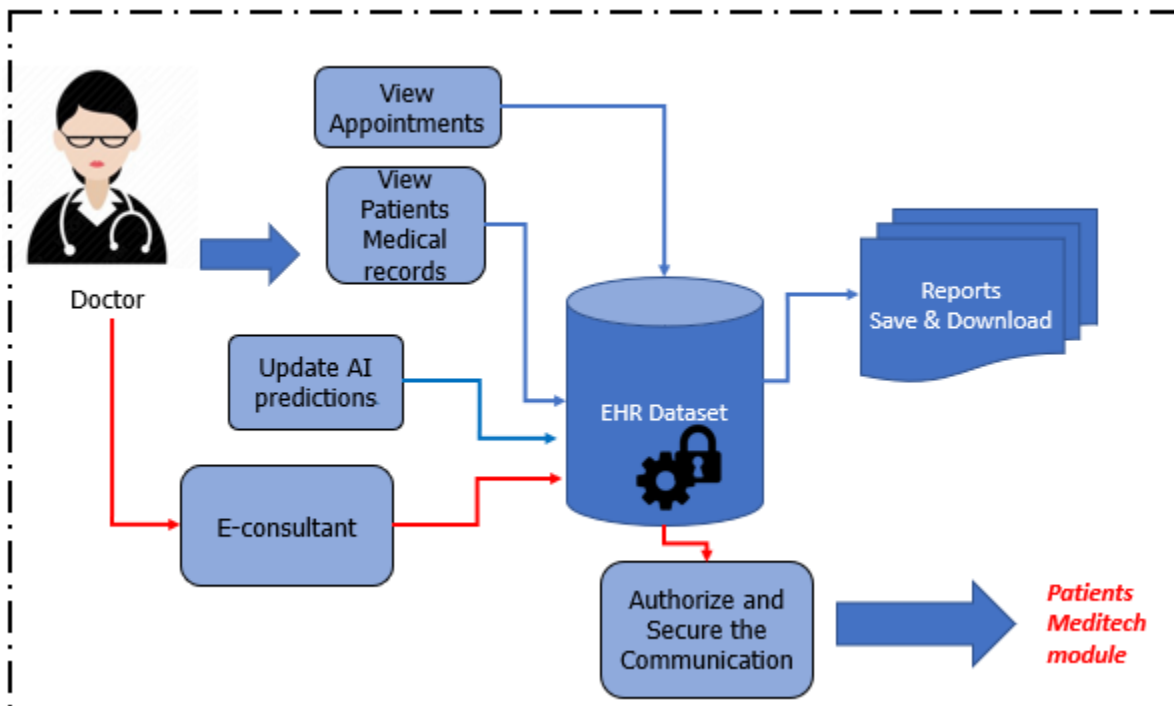 View
Appointments
View
Patients
Medical
records
Doctor
Update AI
predictions.
E-consultant
EHR Dataset
Reports
Save & Download
Authorize and
Secure the
Communication
Patients
Meditech
module